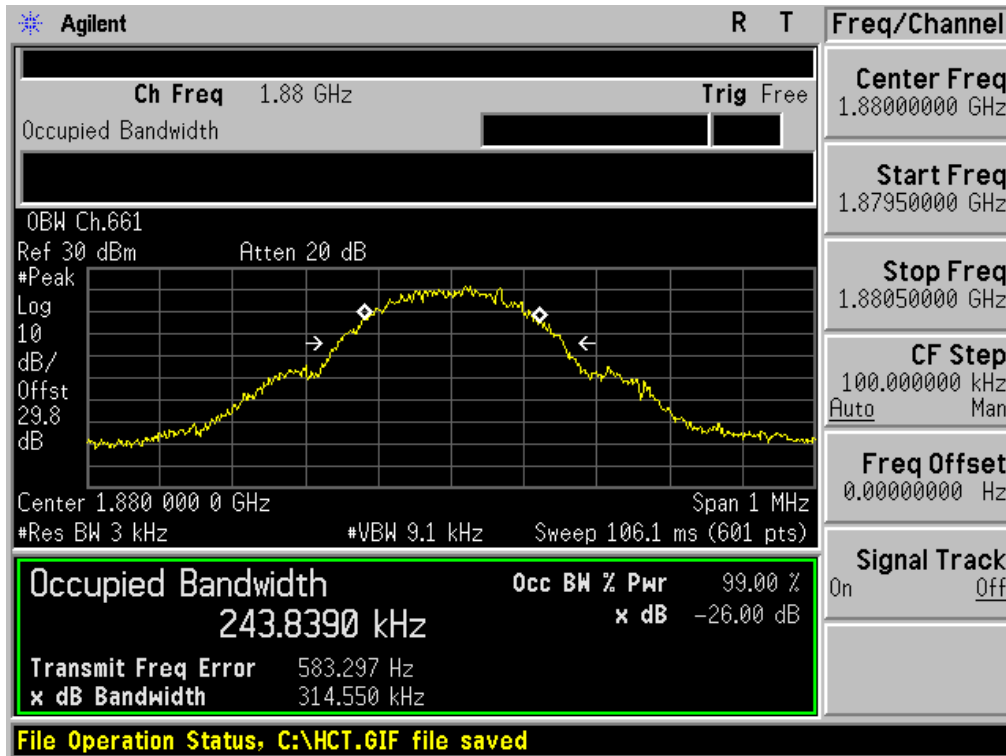 Agilent R T
Freq/Channel
Ch Freq 1.88 GHz Trig Free
Occupied Bandwidth
OBW Ch.661
Ref 30 dBm Atten 20 dB
#Peak
Log
10
dB/
Offst
29.8
dB
Center 1.880 000 0 GHz Span 1 MHz
#Res BW 3 kHz #VBW 9.1 kHz Sweep 106.1 ms (601 pts)
Occupied Bandwidth
243.8390 kHz
Occ BW % Pwr 99.00 %
x dB -26.00 dB
Transmit Freq Error 583.297 Hz
x dB Bandwidth 314.550 kHz
Center Freq
1.88000000 GHz
Start Freq
1.87950000 GHz
Stop Freq
1.88050000 GHz
CF Step
100.000000 kHz
Auto Man
Freq Offset
0.00000000 Hz
Signal Track
On Off
File Operation Status, C:\HCT.GIF file saved